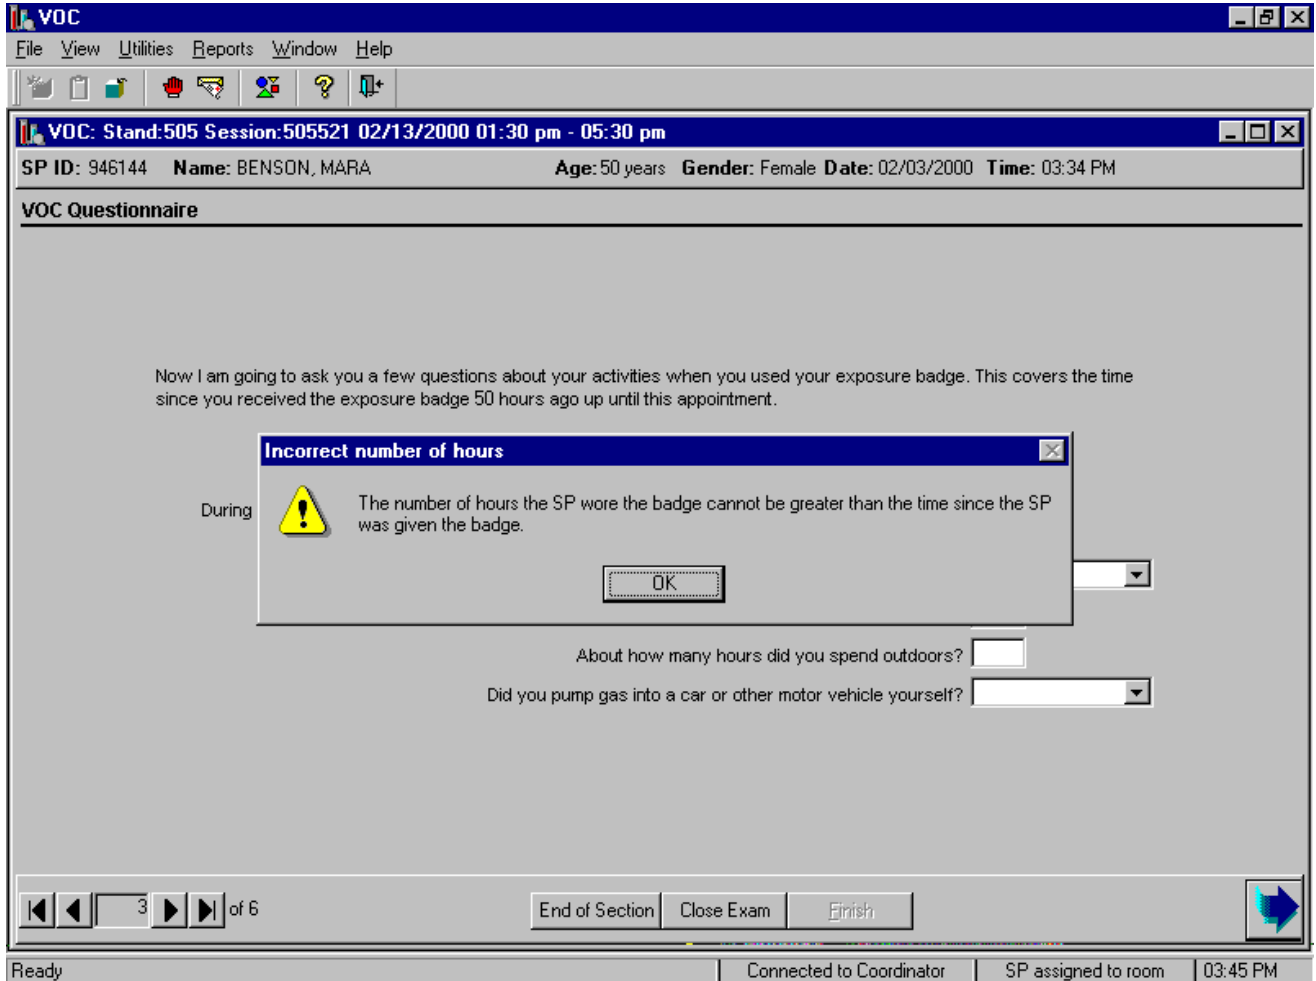 VOC
File View Utilities Reports Window Help
VOC: Stand:505 Session:505521 02/13/2000 01:30 pm - 05:30 pm
SP ID: 946144 Name: BENSON, MARA Age: 50 years Gender: Female Date: 02/03/2000 Time: 03:34 PM
VOC Questionnaire
Now I am going to ask you a few questions about your activities when you used your exposure badge. This covers the time
since you received the exposure badge 50 hours ago up until this appointment.
Incorrect number of hours
During
The number of hours the SP wore the badge cannot be greater than the time since the SP
was given the badge.
OK
About how many hours did you spend outdoors?
Did you pump gas into a car or other motor vehicle yourself?
3 of 6 End of Section Close Exam Finish
Ready Connected to Coordinator SP assigned to room 03:45 PM